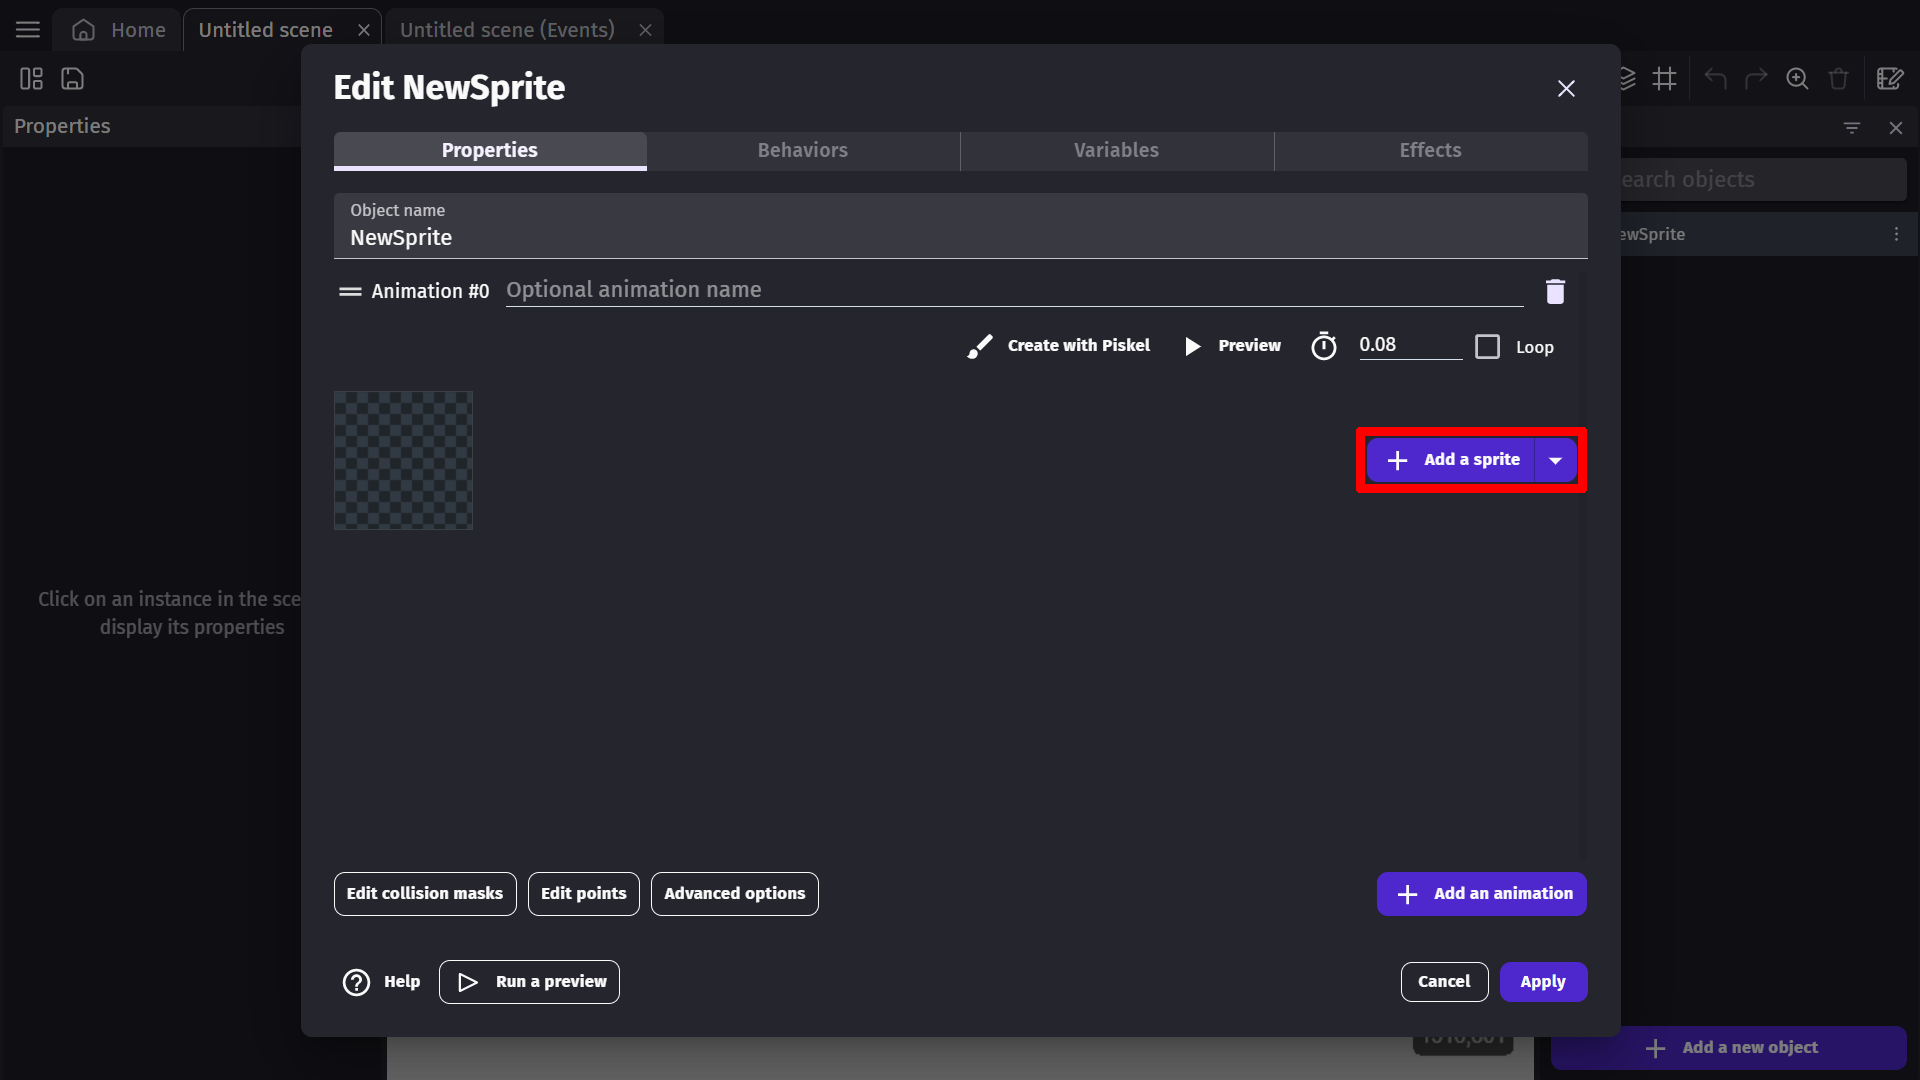 Home
Untitled scene
Untitled scene (Events)
Edit NewSprite
Properties
Properties
Behaviors
Variables
Effects
earch objects
Object name
NewSprite
ewSprite
Animation #0
Optional animation name
Create with Piskel
Preview
0.08
Loop
Add a sprite
Click on an instance in the sce
display its properties
Edit collision masks
Edit points
Advanced options
Add an animation
Help
Run a preview
Cancel
Apply
Add a new object